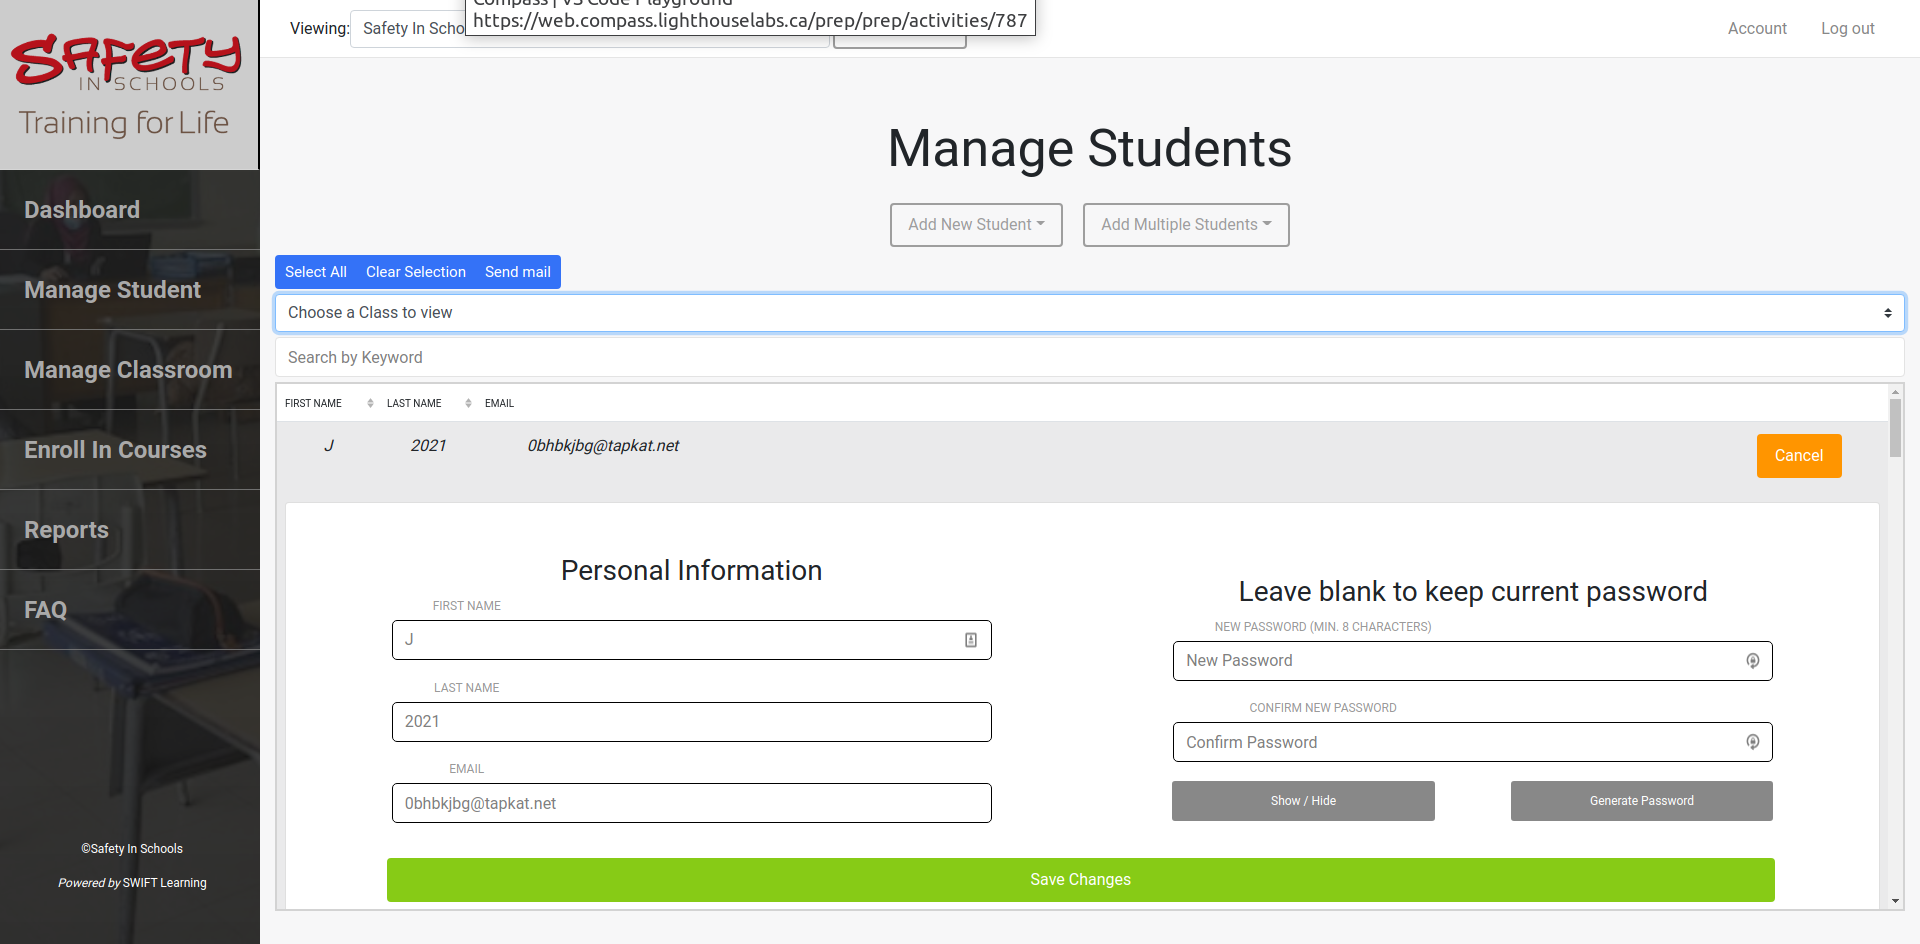 Compass | VS Code Playground
https://web.compass.lighthouselabs.ca/prep/prep/activities/787
Viewing: Safety In Scho
Account Log out
SAFETY
IN SCHOOLS
Training for Life
Dashboard
Manage Student
Manage Classroom
Enroll In Courses
Reports
FAQ
©Safety In Schools
Powered by SWIFT Learning
Manage Students
Add New Student Add Multiple Students
Select All Clear Selection Send mail
Choose a Class to view
Search by Keyword
FIRST NAME LAST NAME EMAIL
J 2021 0bhbkjbg@tapkat.net Cancel
Personal Information
FIRST NAME
J
LAST NAME
2021
EMAIL
0bhbkjbg@tapkat.net
Leave blank to keep current password
NEW PASSWORD (MIN. 8 CHARACTERS)
New Password
CONFIRM NEW PASSWORD
Confirm Password
Show / Hide Generate Password
Save Changes